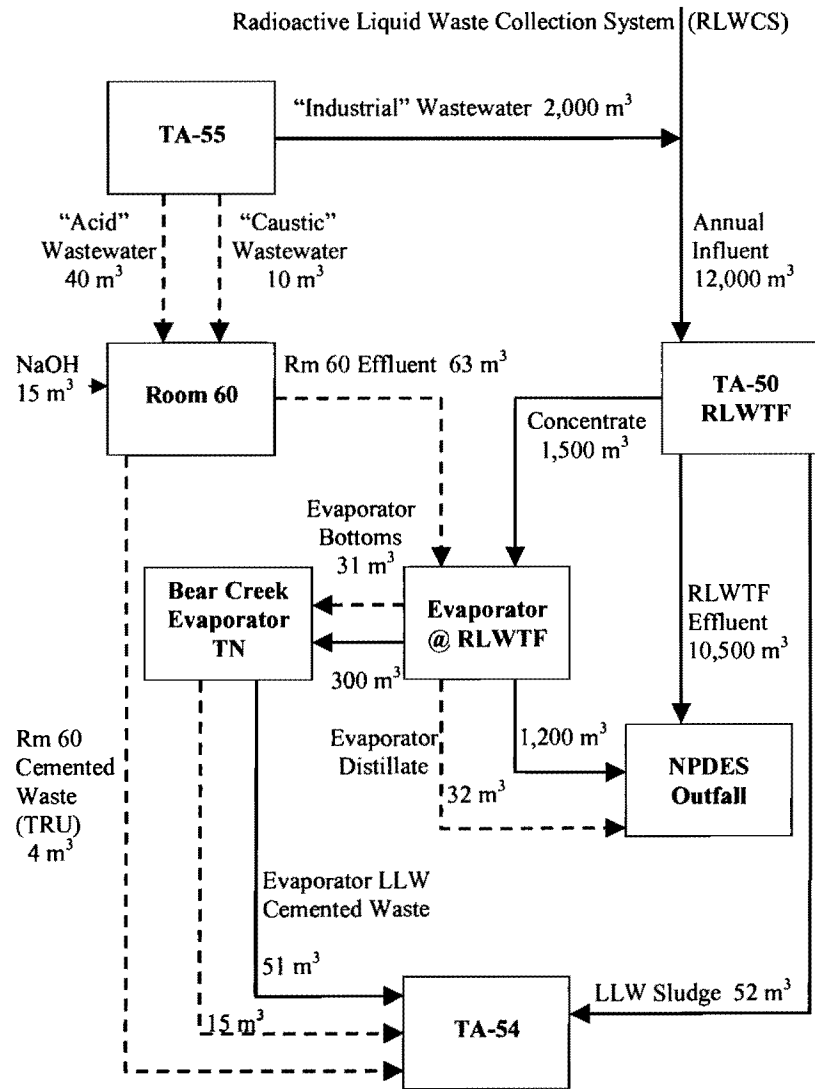 Radioactive Liquid Waste Collection System (RLWCS)
TA-55
“Industrial” Wastewater 2,000 m³
“Acid”
Wastewater
40 m³
“Caustic”
Wastewater
10 m³
Annual
Influent
12,000 m³
NaOH
15 m³
Room 60
Rm 60 Effluent 63 m³
TA-50
RLWTF
Concentrate
1,500 m³
Evaporator
Bottoms
31 m³
Bear Creek
Evaporator
TN
Evaporator
@ RLWTF
300 m³
RLWTF
Effluent
10,500 m³
Rm 60
Cemented
Waste
(TRU)
4 m³
Evaporator
Distillate
32 m³
1,200 m³
NPDES
Outfall
Evaporator LLW
Cemented Waste
51 m³
15 m³
TA-54
LLW Sludge 52 m³